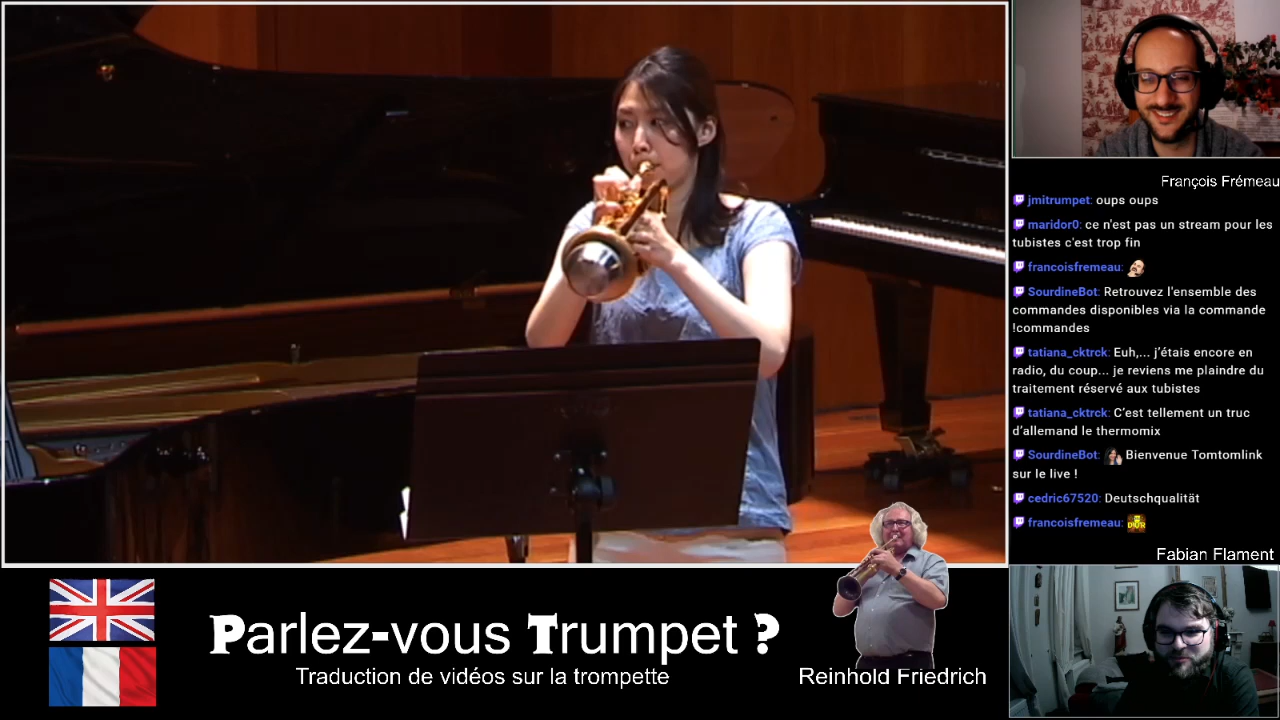 François Frémeau
jmitrumpet: oups oups
maridor0: ce n'est pas un stream pour les
tubistes c'est trop fin
francoisfremeau:
SourdineBot: Retrouvez l'ensemble des
commandes disponibles via la commande
!commandes
tatiana_cktrck: Euh,... j’étais encore en
radio, du coup... je reviens me plaindre du
traitement réservé aux tubistes
tatiana_cktrck: C’est tellement un truc
d’allemand le thermomix
SourdineBot: Bienvenue Tomtomlink
sur le live !
cedric67520: Deutschqualität
francoisfremeau:
Fabian Flament
Parlez-vous Trumpet ?
Traduction de vidéos sur la trompette
Reinhold Friedrich